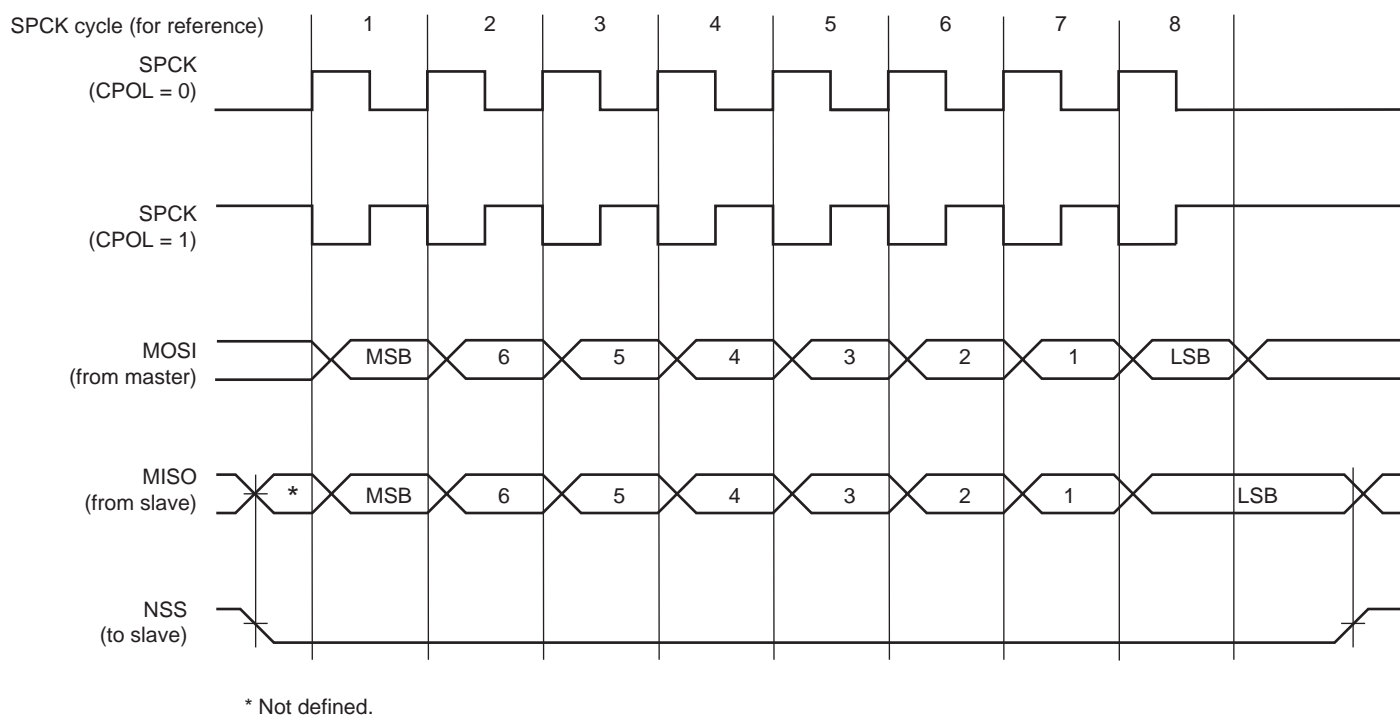 SPCK cycle (for reference) 1 2 3 4 5 6 7 8
SPCK
(CPOL = 0)
SPCK
(CPOL = 1)
MOSI
(from master)
MSB 6 5 4 3 2 1 LSB
MISO
(from slave)
* MSB 6 5 4 3 2 1 LSB
NSS
(to slave)
* Not defined.